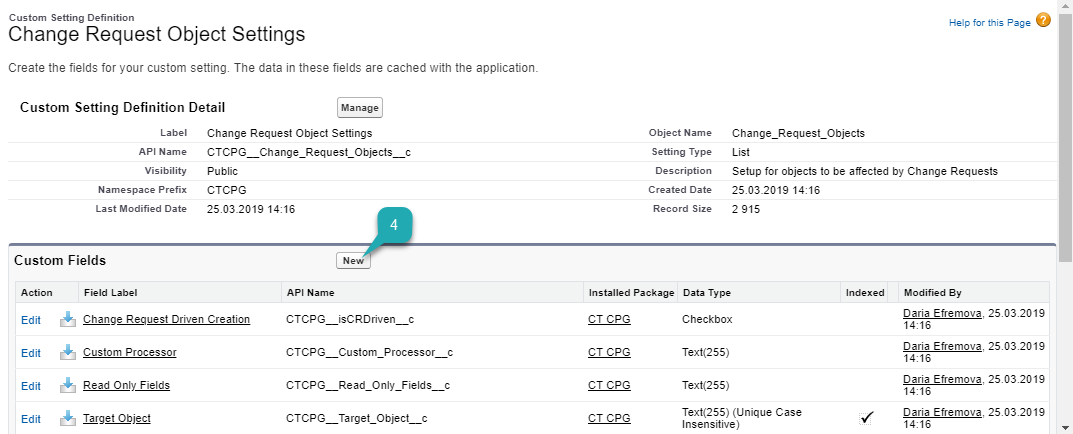 Custom Setting Definition
Change Request Object Settings
Help for this Page ?
Create the fields for your custom setting. The data in these fields are cached with the application.
Custom Setting Definition Detail Manage
Label Change Request Object Settings Object Name Change_Request_Objects
API Name CTCPG__Change_Request_Objects__c Setting Type List
Visibility Public Description Setup for objects to be affected by Change Requests
Namespace Prefix CTCPG Created Date 25.03.2019 14:16
Last Modified Date 25.03.2019 14:16 Record Size 2 915
4
Custom Fields New
Action Field Label API Name Installed Package Data Type Indexed Modified By
Edit Change Request Driven Creation CTCPG__isCRDriven__c CT CPG Checkbox Daria Efremova, 25.03.2019
14:16
Edit Custom Processor CTCPG__Custom_Processor__c CT CPG Text(255) Daria Efremova, 25.03.2019
14:16
Edit Read Only Fields CTCPG__Read_Only_Fields__c CT CPG Text(255) Daria Efremova, 25.03.2019
14:16
Edit Target Object CTCPG__Target_Object__c CT CPG Text(255) (Unique Case Daria Efremova, 25.03.2019
Insensitive) 14:16